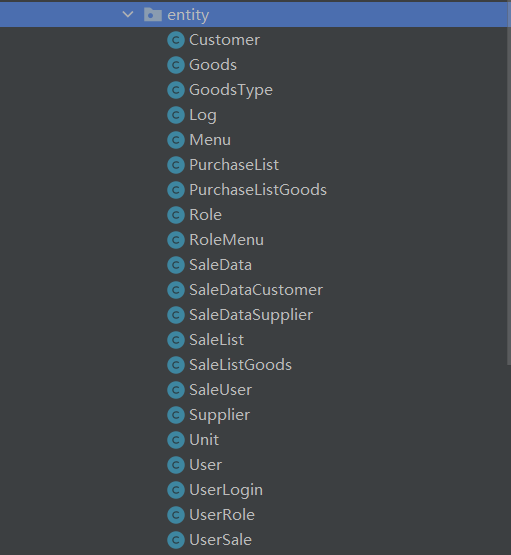 entity
Customer
Goods
GoodsType
Log
Menu
PurchaseList
PurchaseListGoods
Role
RoleMenu
SaleData
SaleDataCustomer
SaleDataSupplier
SaleList
SaleListGoods
SaleUser
Supplier
Unit
User
UserLogin
UserRole
UserSale